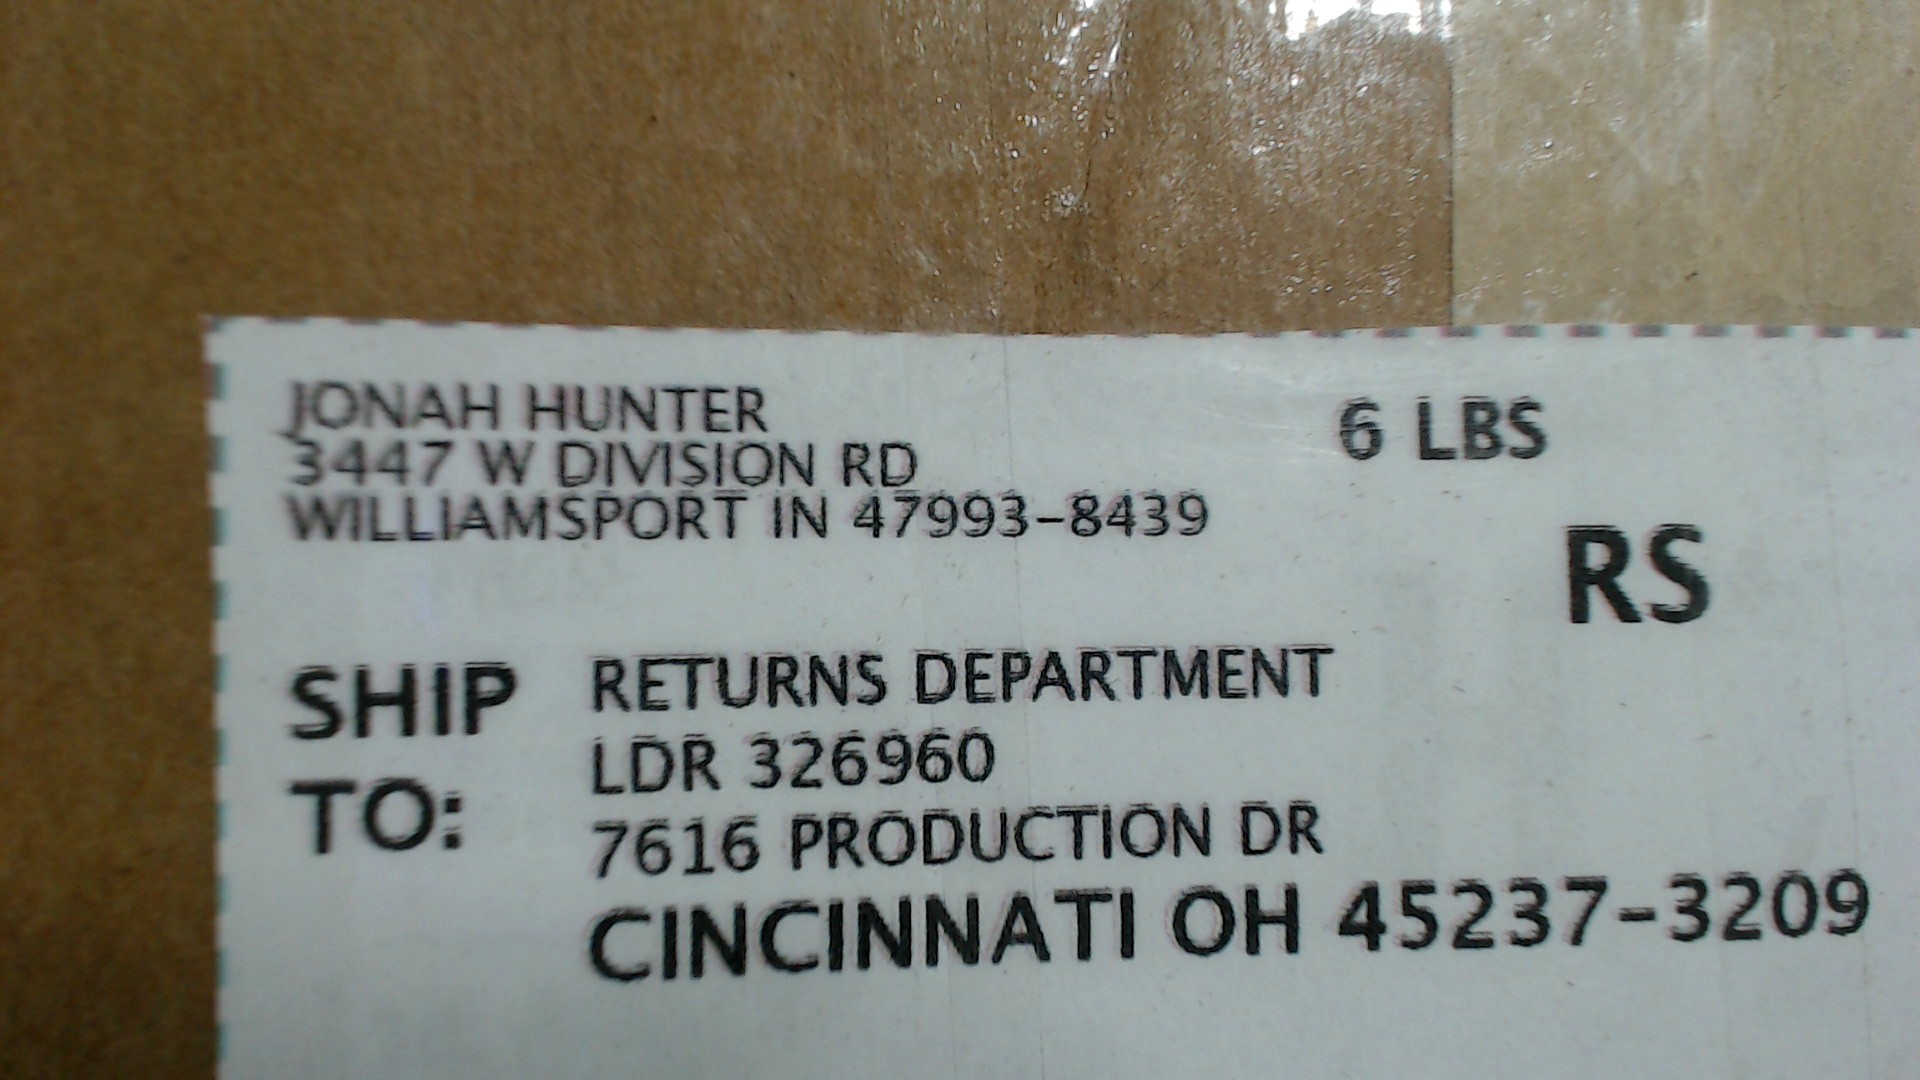 JONAH HUNTER
3447 W DIVISION RD
WILLIAMSPORT IN 47993-8439
6 LBS
RS
SHIP TO:
RETURNS DEPARTMENT
LDR 326960
7616 PRODUCTION DR
CINCINNATI OH 45237-3209